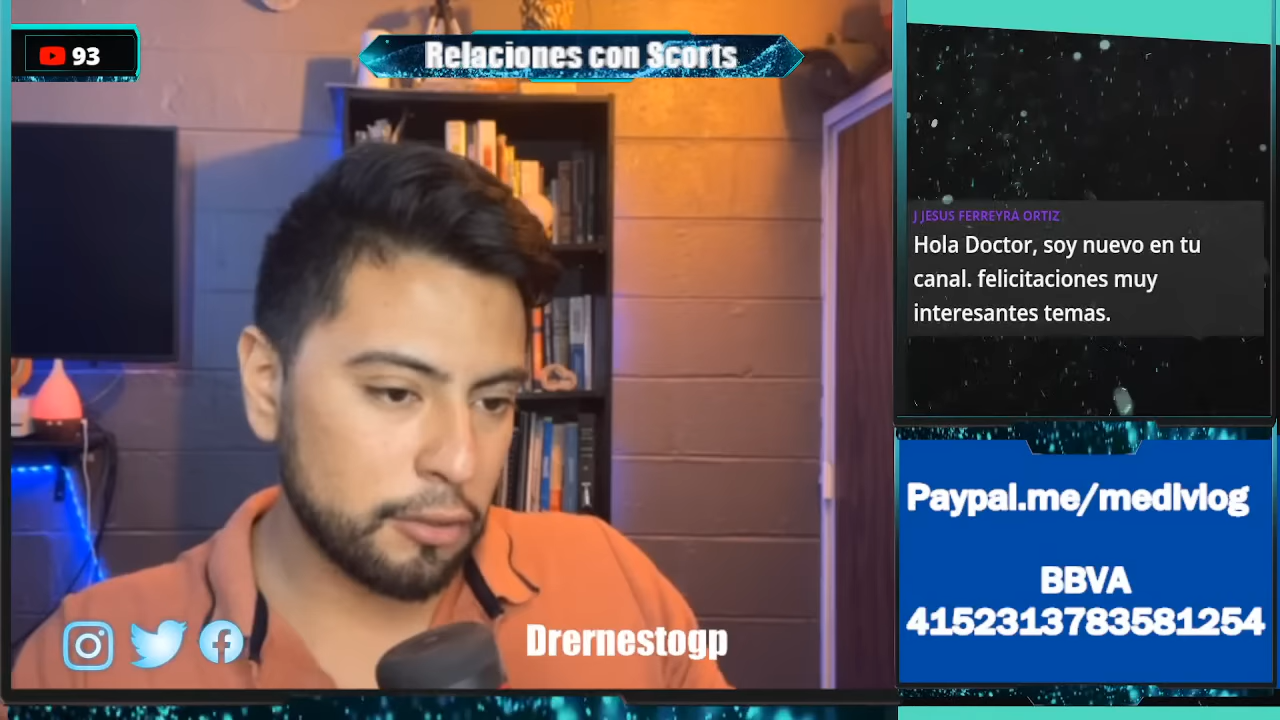 93
Relaciones con Scorts
J JESUS FERREYRA ORTIZ
Hola Doctor, soy nuevo en tu
canal. felicitaciones muy
interesantes temas.
Paypal.me/medivlog
BBVA
4152313783581254
Drernestogp